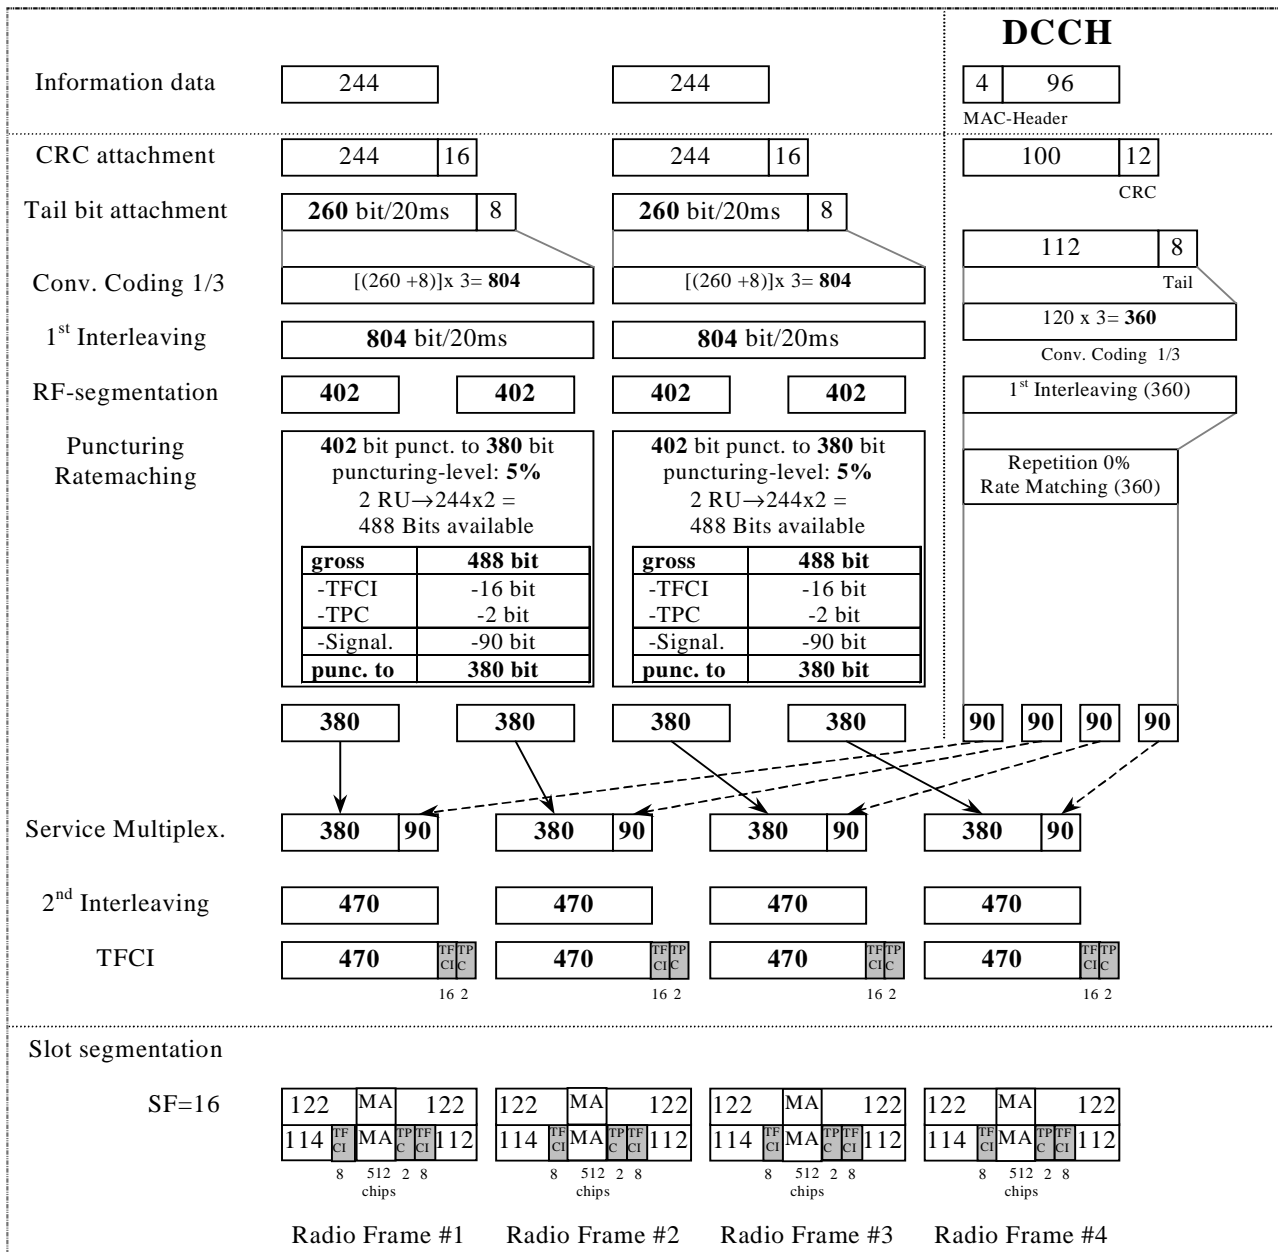 DCCH
Information data 244 244 4 96
MAC-Header
CRC attachment 244 16 244 16 100 12
CRC
Tail bit attachment 260 bit/20ms 8 260 bit/20ms 8
112 8
Tail
Conv. Coding 1/3 [(260 +8)]x 3= 804 [(260 +8)]x 3= 804
120 x 3= 360
Conv. Coding 1/3
1st Interleaving 804 bit/20ms 804 bit/20ms
RF-segmentation 402 402 402 402 1st Interleaving (360)
Puncturing
Ratemaching
402 bit punct. to 380 bit
puncturing-level: 5%
2 RU→244x2 =
488 Bits available
gross 488 bit
-TFCI -16 bit
-TPC -2 bit
-Signal. -90 bit
punc. to 380 bit
402 bit punct. to 380 bit
puncturing-level: 5%
2 RU→244x2 =
488 Bits available
gross 488 bit
-TFCI -16 bit
-TPC -2 bit
-Signal. -90 bit
punc. to 380 bit
Repetition 0%
Rate Matching (360)
380 380 380 380 90 90 90 90
Service Multiplex. 380 90 380 90 380 90 380 90
2nd Interleaving 470 470 470 470
TFCI 470 TFCI TPC 470 TFCI TPC 470 TFCI TPC 470 TFCI TPC
16 2 16 2 16 2 16 2
Slot segmentation
SF=16 122 MA 122 122 MA 122 122 MA 122 122 MA 122
114 TFCI MA TPC TFCI 112 114 TFCI MA TPC TFCI 112 114 TFCI MA TPC TFCI 112 114 TFCI MA TPC TFCI 112
8 512 2 8 8 512 2 8 8 512 2 8 8 512 2 8
chips chips chips chips
Radio Frame #1 Radio Frame #2 Radio Frame #3 Radio Frame #4